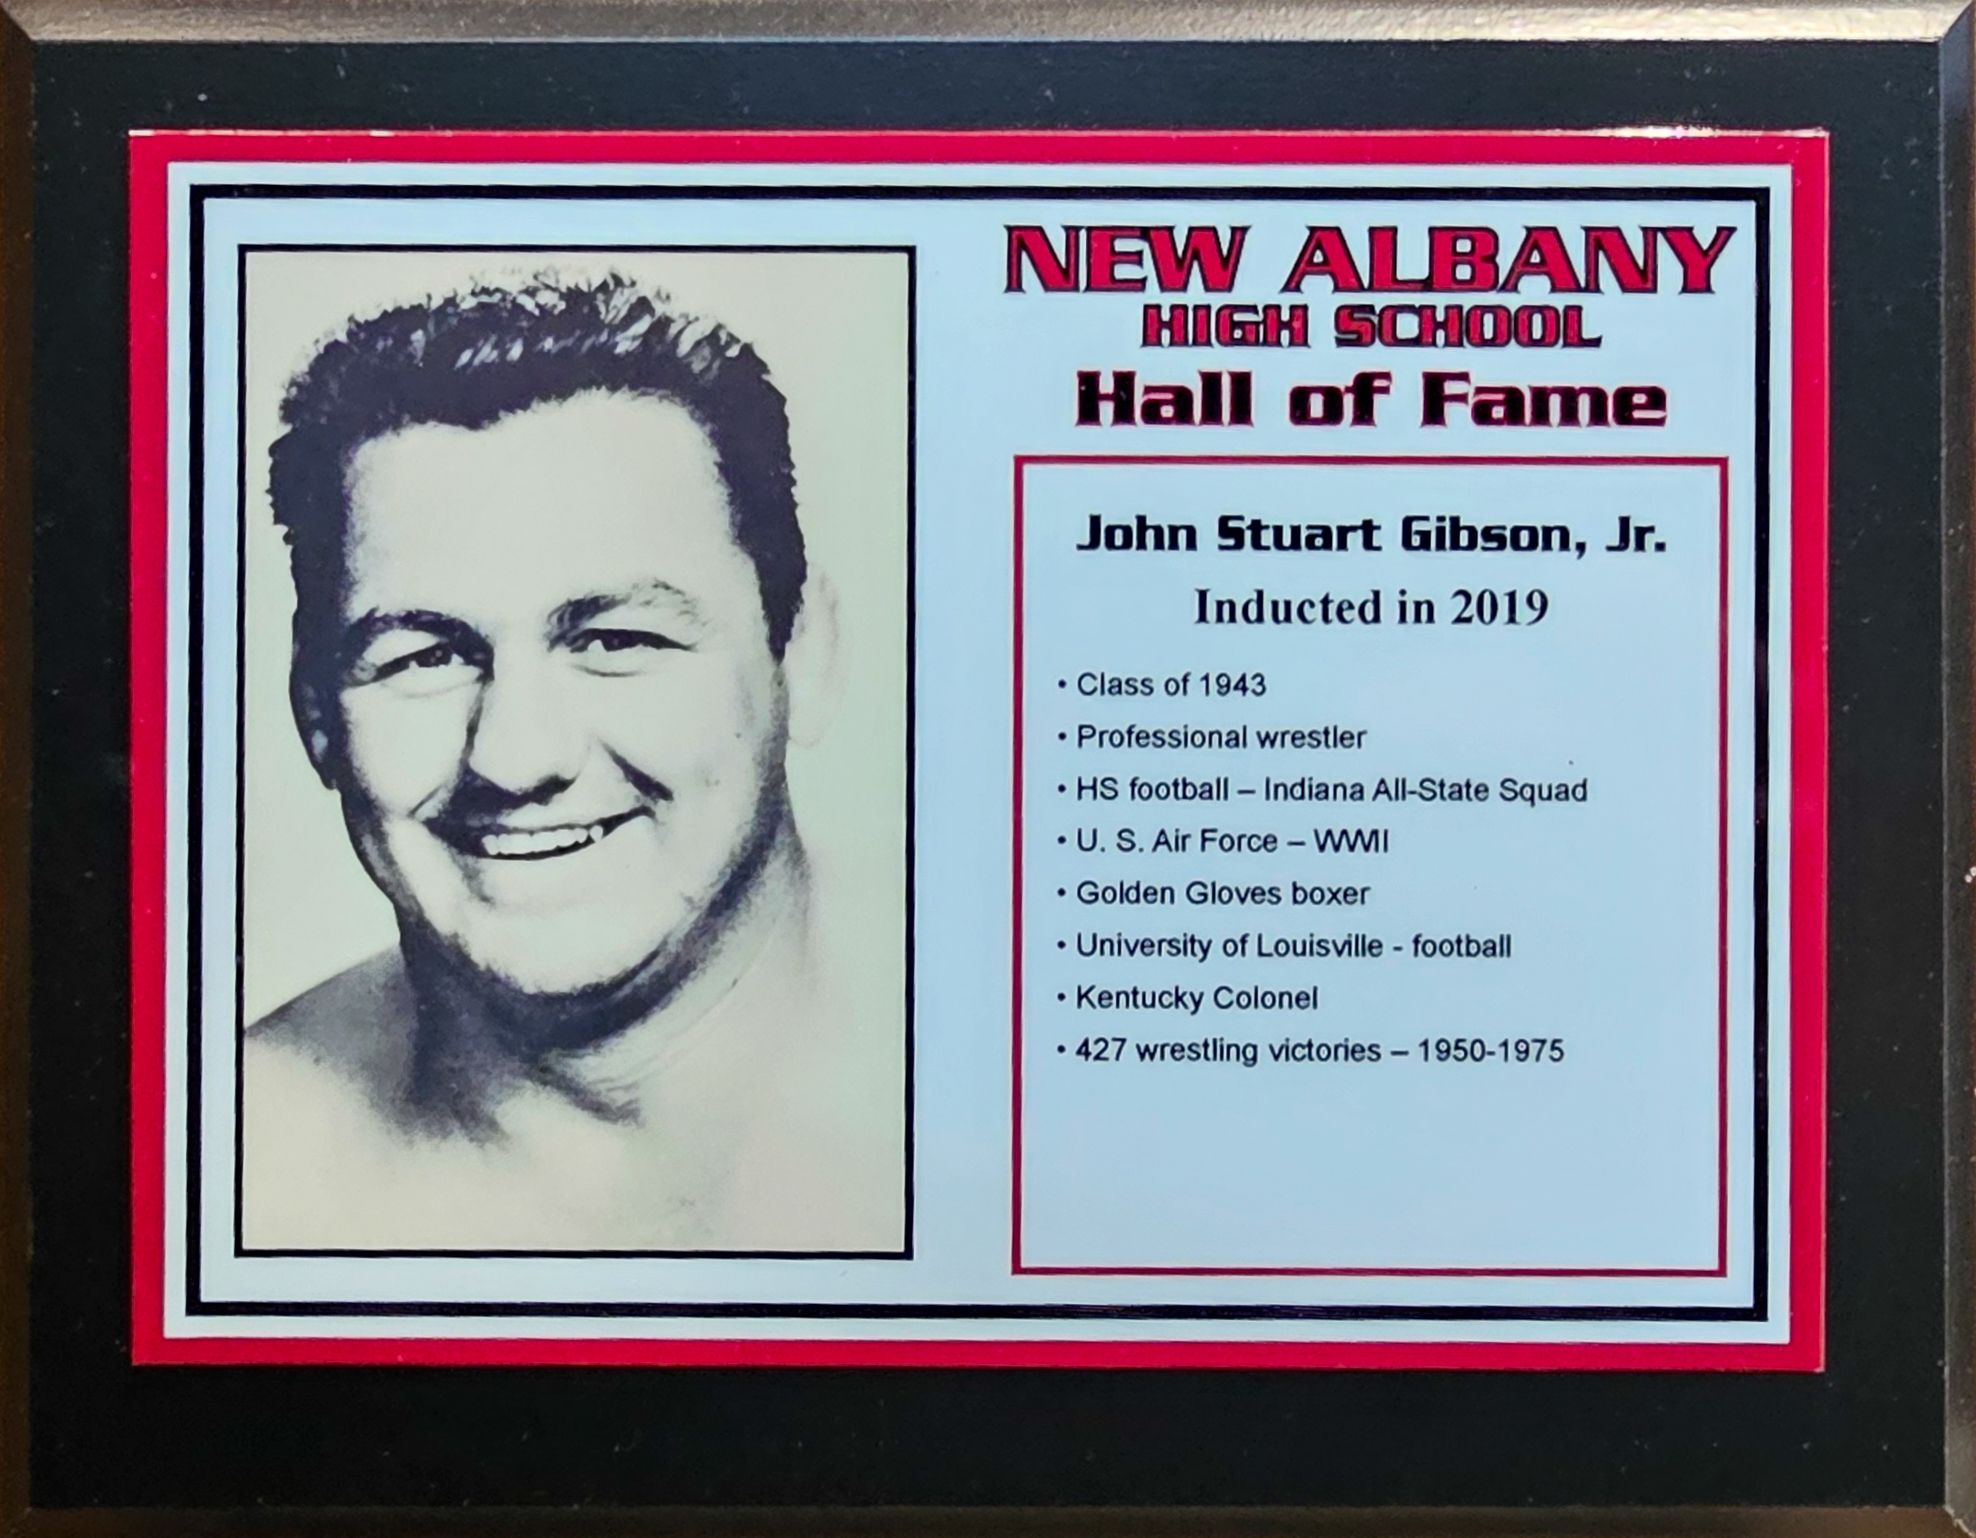 NEW ALBANY
HIGH SCHOOL
Hall of Fame
John Stuart Gibson, Jr.
Inducted in 2019
• Class of 1943
• Professional wrestler
• HS football – Indiana All-State Squad
• U. S. Air Force – WWII
• Golden Gloves boxer
• University of Louisville - football
• Kentucky Colonel
• 427 wrestling victories – 1950-1975